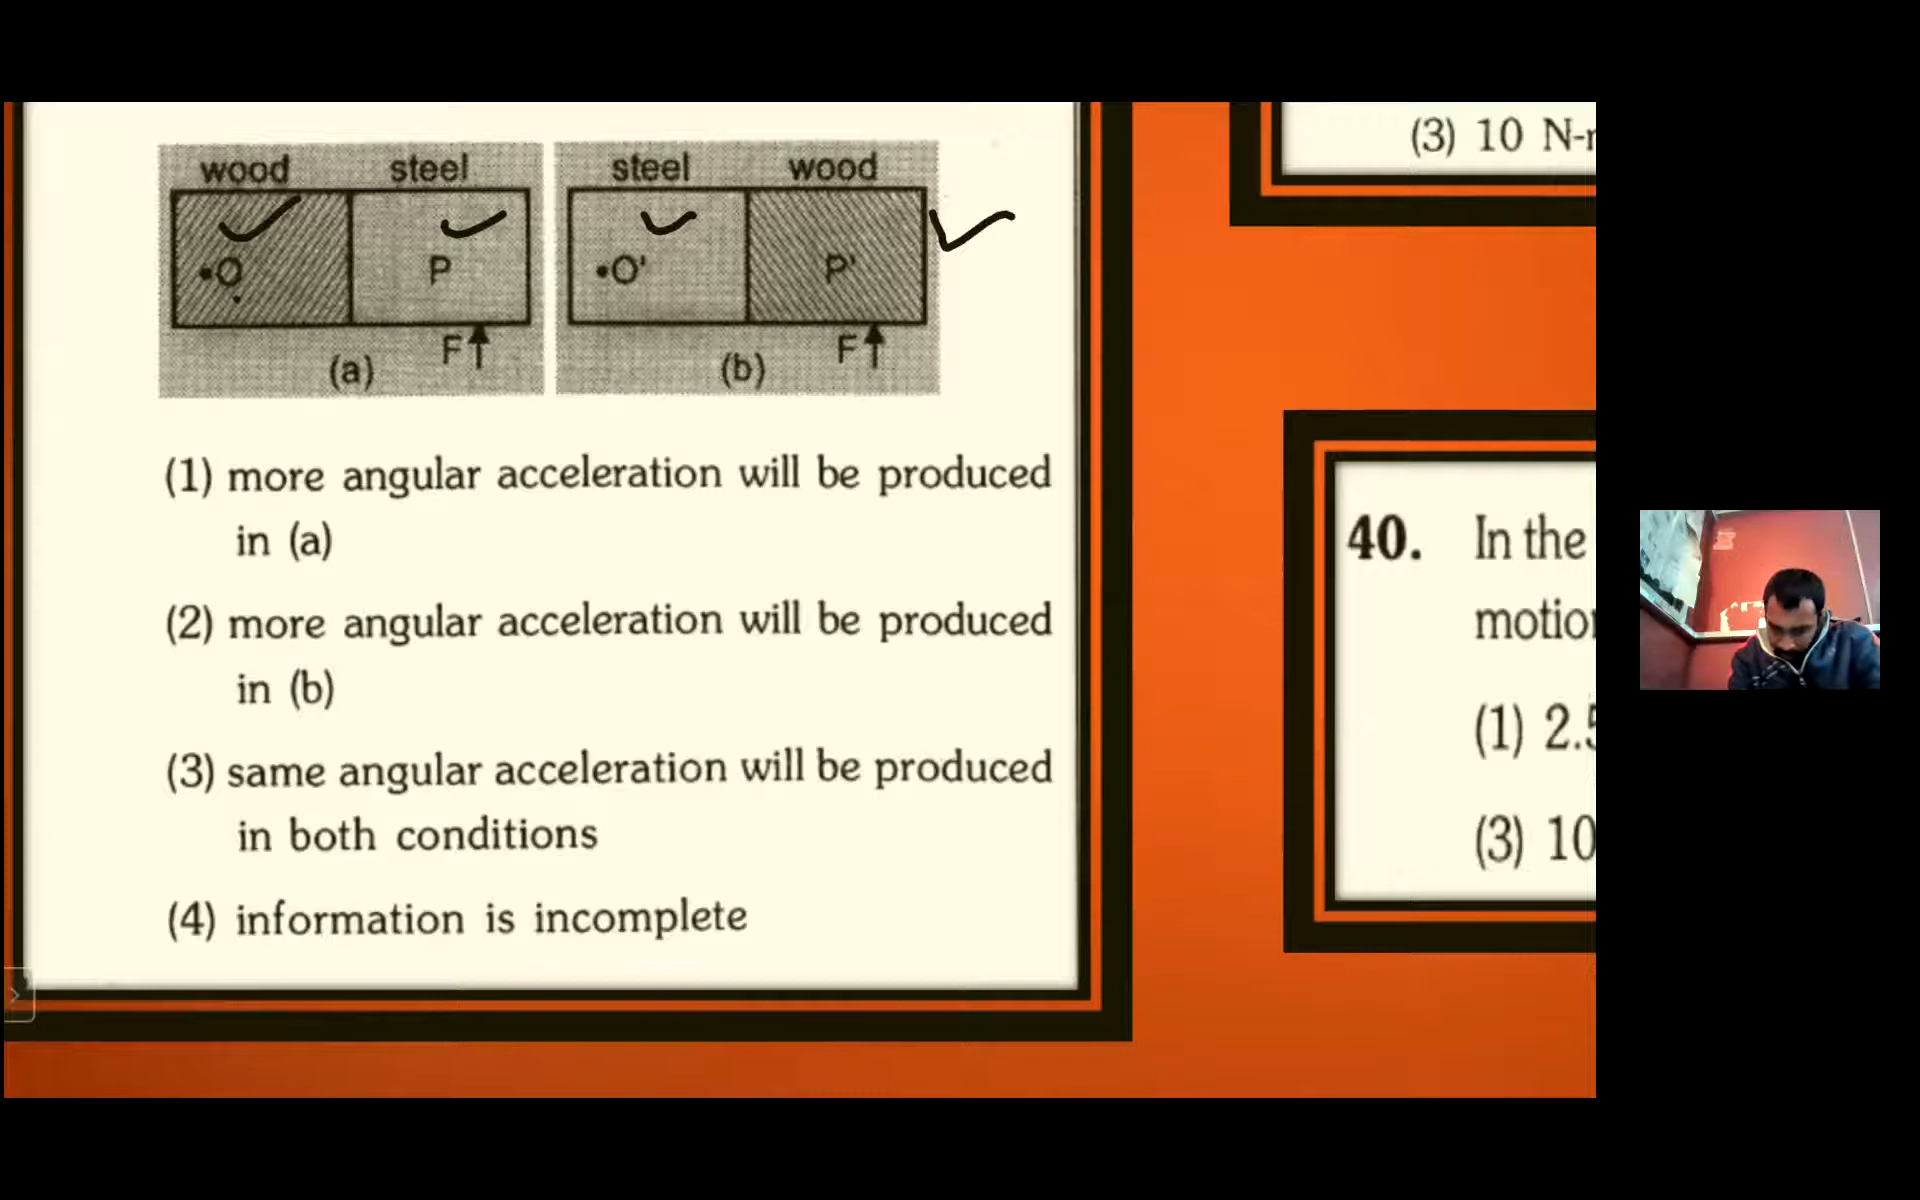 wood steel
•O P
F
(a)
steel wood
•O' P'
F
(b)
(1) more angular acceleration will be produced
in (a)
(2) more angular acceleration will be produced
in (b)
(3) same angular acceleration will be produced
in both conditions
(4) information is incomplete
(3) 10 N-
40. In the
motio
(1) 2.
(3) 10